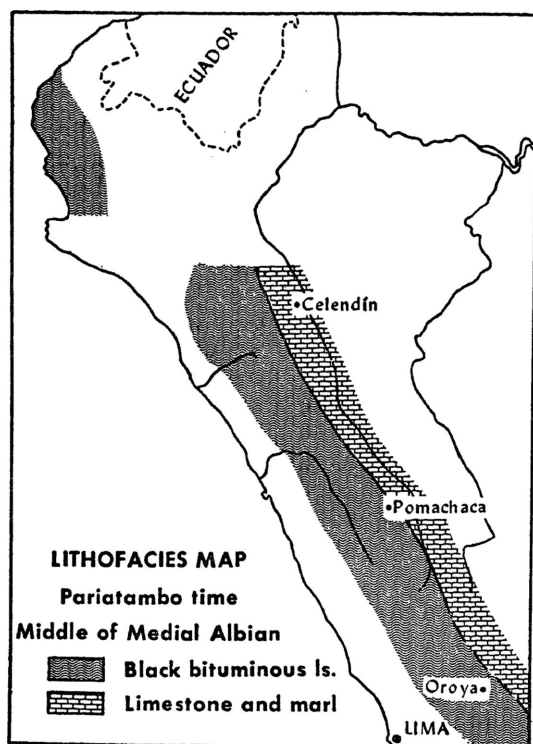 ECUADOR
Celendín
Pomachaca
LITHOFACIES MAP
Pariatambo time
Middle of Medial Albian
Black bituminous ls.
Limestone and marl
Oroya
LIMA